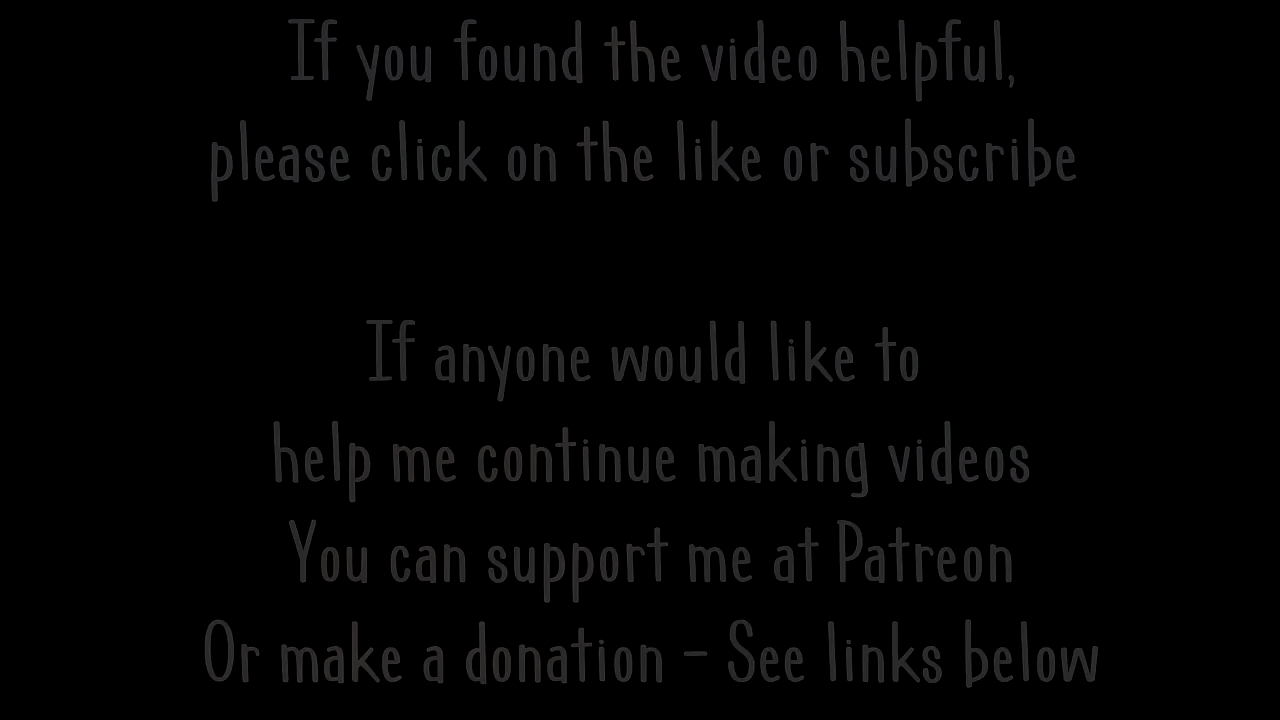 If you found the video helpful,
please click on the like or subscribe
If anyone would like to
help me continue making videos
You can support me at Patreon
Or make a donation - See links below